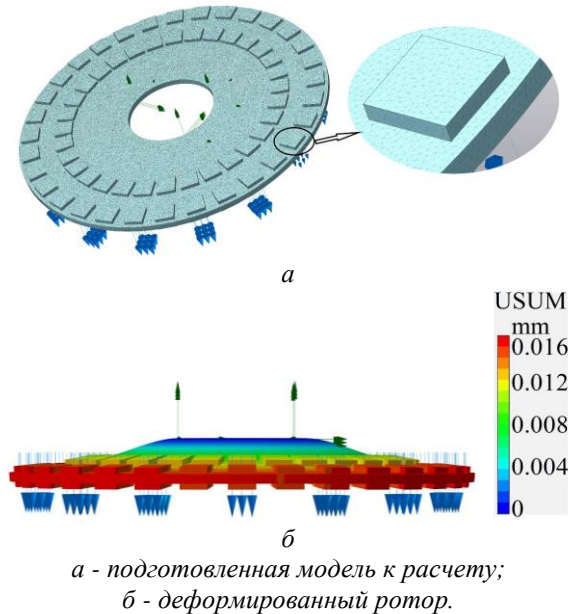 а
USUM
mm
0.016
0.012
0.008
0.004
0
б
а - подготовленная модель к расчету;
б - деформированный ротор.